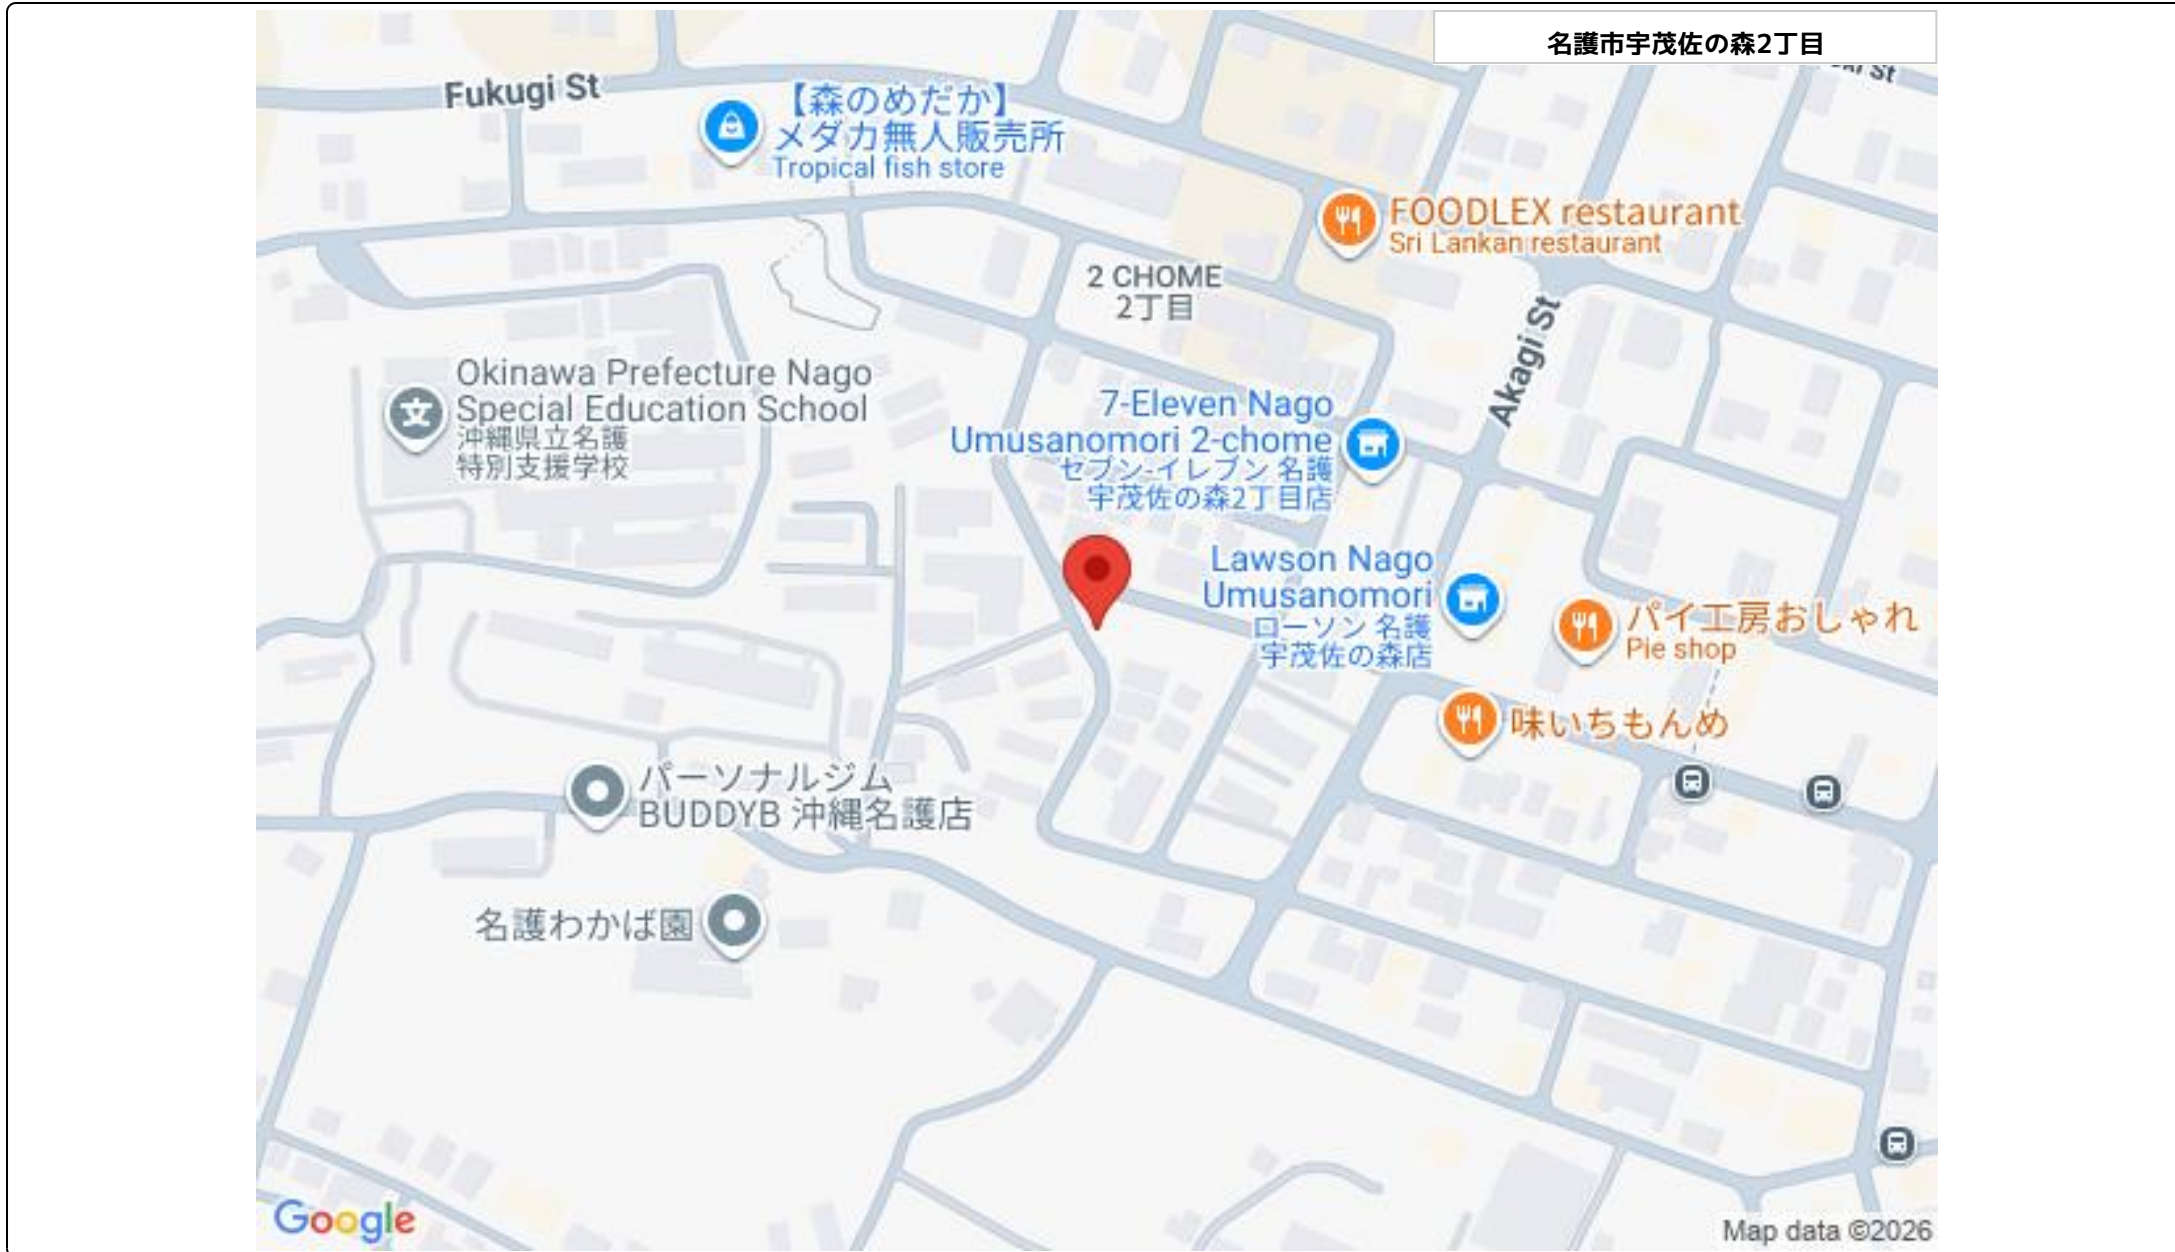 名護市宇茂佐の森2丁目
Fukugi St
【森のめだか】
メダカ無人販売所
Tropical fish store
FOODLEX restaurant
Sri Lankan restaurant
2 CHOME
2丁目
Akagi St
Okinawa Prefecture Nago
Special Education School
沖縄県立名護
特別支援学校
7-Eleven Nago
Umusanomori 2-chome
セブン-イレブン 名護
宇茂佐の森2丁目店
Lawson Nago
Umusanomori
ローソン 名護
宇茂佐の森店
パイ工房おしゃれ
Pie shop
味いちもんめ
パーソナルジム
BUDDYB 沖縄名護店
名護わかば園
Google
Map data ©2026